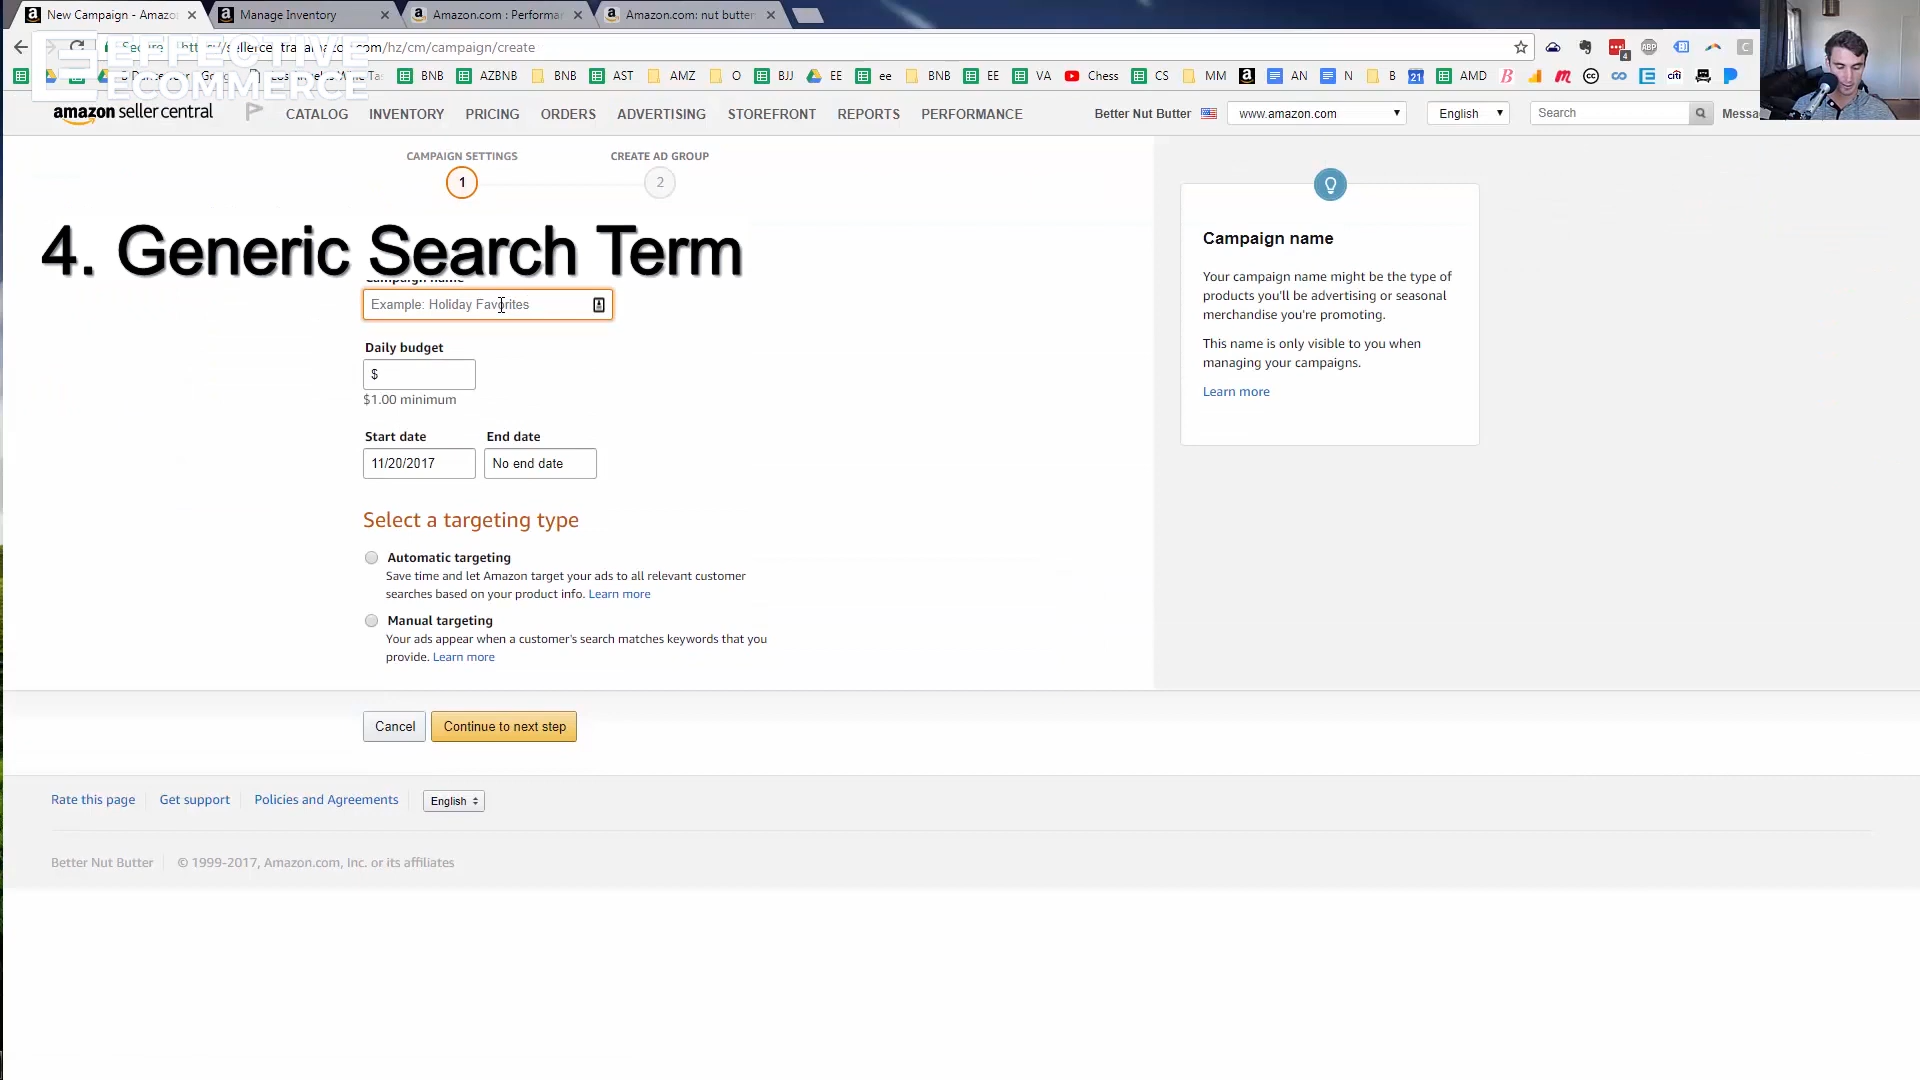 New Campaign - Amazo
Manage Inventory
Amazon.com : Performan
Amazon.com: nut butter
EFFECTIVE
ECOMMERCE
Secure
/hz/cm/campaign/create
BNB
AZBNB
BNB
AST
AMZ
O
BJJ
EE
ee
BNB
EE
VA
Chess
CS
MM
AN
N
B
AMD
amazon seller central
CATALOG
INVENTORY
PRICING
ORDERS
ADVERTISING
STOREFRONT
REPORTS
PERFORMANCE
Better Nut Butter
www.amazon.com
English
Search
Messa
CAMPAIGN SETTINGS
CREATE AD GROUP
1
2
4. Generic Search Term
Campaign name
Example: Holiday Favorites
Daily budget
$
$1.00 minimum
Start date
End date
11/20/2017
No end date
Select a targeting type
Automatic targeting
Save time and let Amazon target your ads to all relevant customer
searches based on your product info. Learn more
Manual targeting
Your ads appear when a customer's search matches keywords that you
provide. Learn more
Cancel
Continue to next step
Campaign name
Your campaign name might be the type of
products you'll be advertising or seasonal
merchandise you're promoting.
This name is only visible to you when
managing your campaigns.
Learn more
Rate this page
Get support
Policies and Agreements
English
Better Nut Butter
© 1999-2017, Amazon.com, Inc. or its affiliates